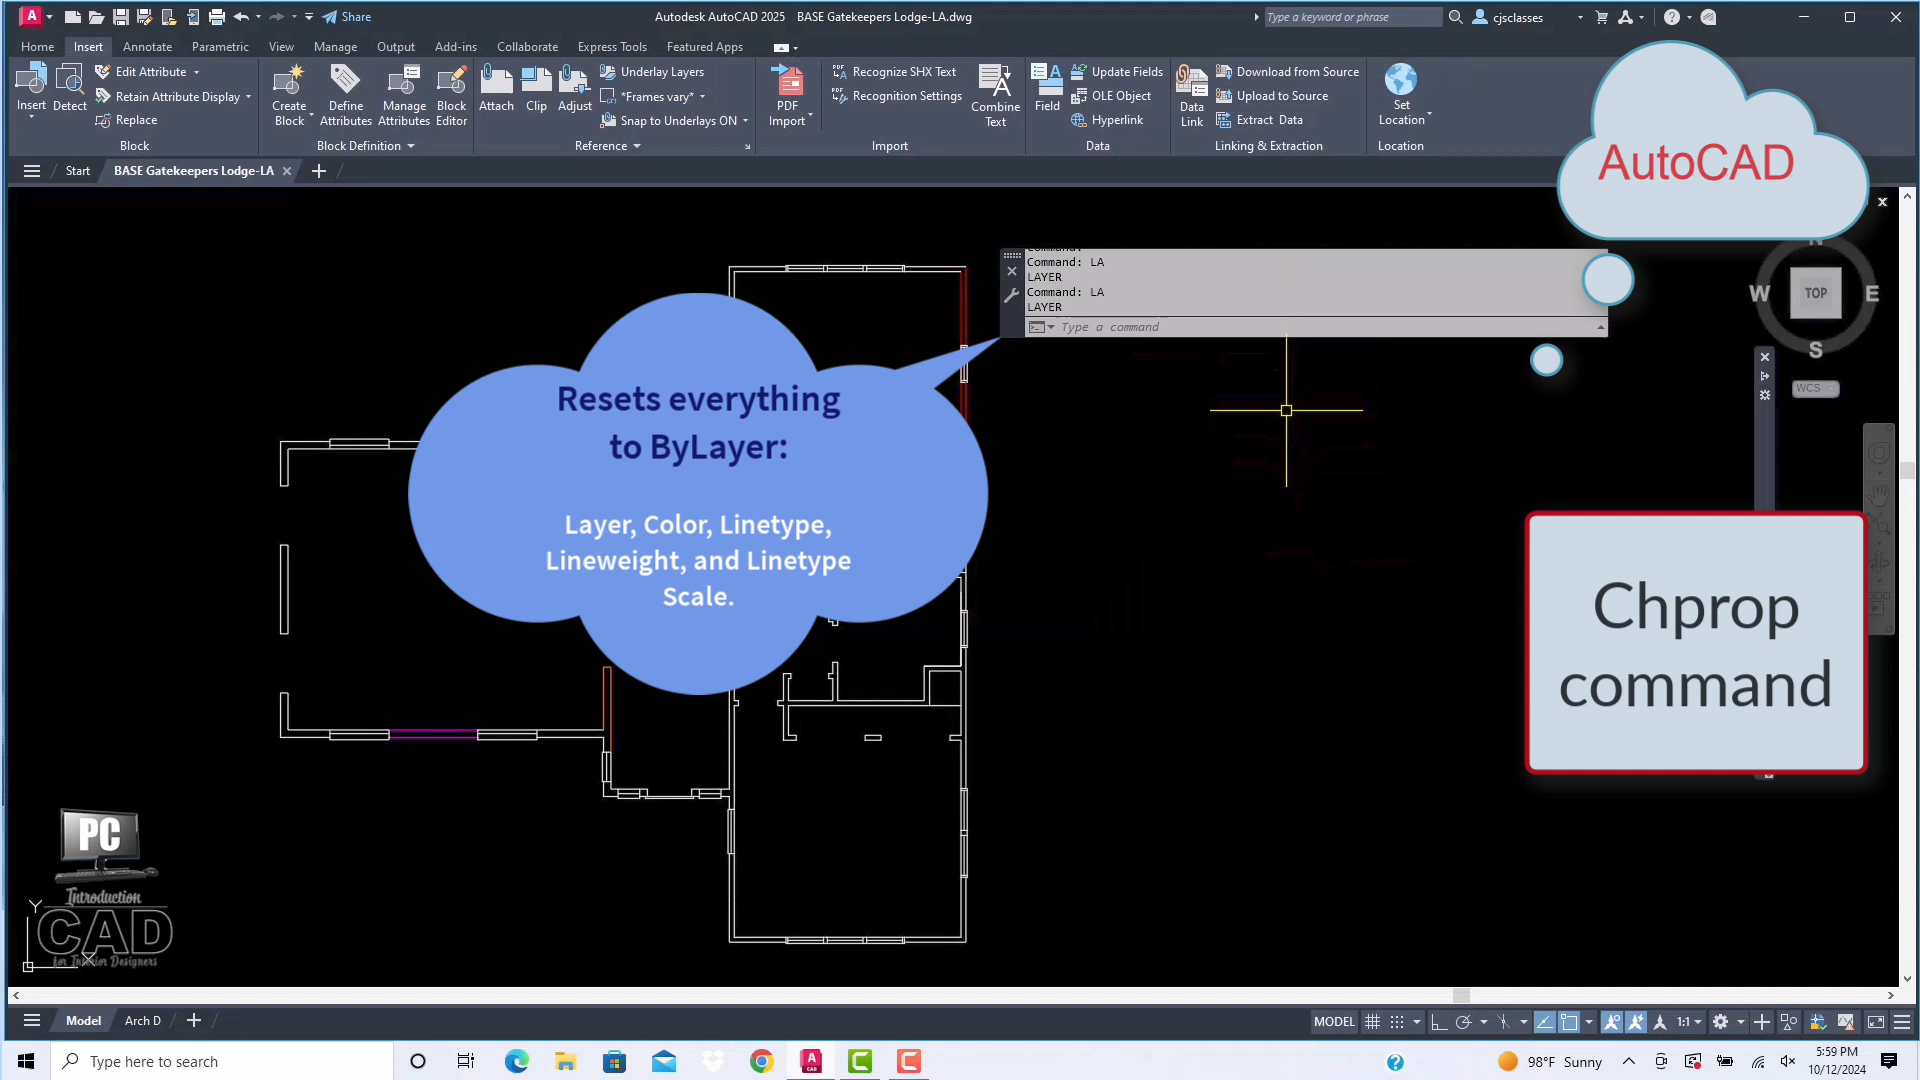 Share
Autodesk AutoCAD 2025 BASE Gatekeepers Lodge-LA.dwg
Type a keyword or phrase
cjsclasses
Home Insert Annotate Parametric View Manage Output Add-ins Collaborate Express Tools Featured Apps
Insert
Detect
Edit Attribute
Retain Attribute Display
Replace
Block
Create
Block
Define
Attributes
Manage
Attributes
Block
Editor
Block Definition
Attach
Clip
Adjust
Underlay Layers
*Frames vary*
Snap to Underlays ON
Reference
PDF
Import
Recognize SHX Text
Recognition Settings
Combine
Text
Import
Field
Update Fields
OLE Object
Hyperlink
Data
Data
Link
Download from Source
Upload to Source
Extract Data
Linking & Extraction
Set
Location
Location
AutoCAD
Start
BASE Gatekeepers Lodge-LA
Command: LA
LAYER
Command: LA
LAYER
Type a command
W
TOP
E
S
WCS
Resets everything
to ByLayer:
Layer, Color, Linetype,
Lineweight, and Linetype
Scale.
Chprop
command
PC
Introduction
CAD
for Interior Designers
Y
X
Model
Arch D
MODEL
1:1
Type here to search
98°F Sunny
5:59 PM
10/12/2024